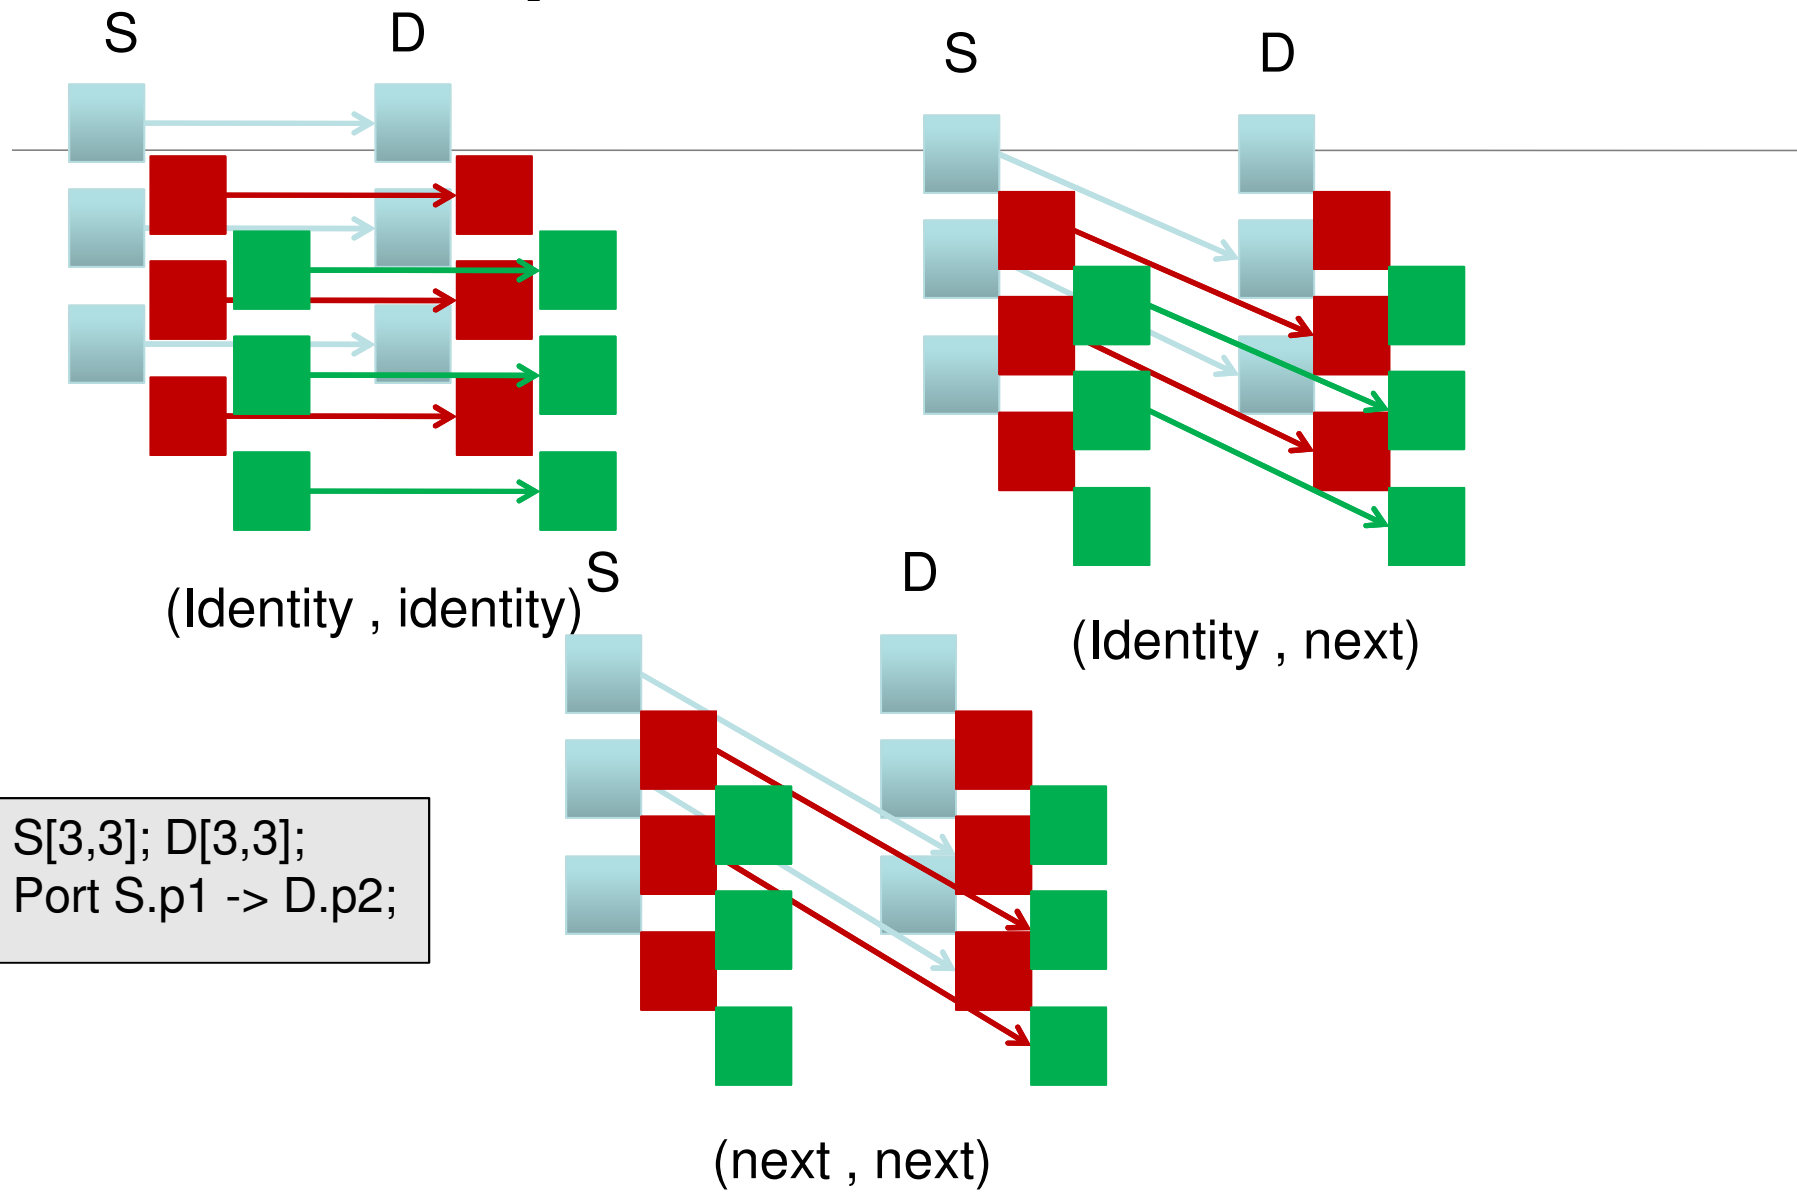 S D
S D
(Identity , identity)
(Identity , next)
S D
S[3,3]; D[3,3];
Port S.p1 -> D.p2;
(next , next)